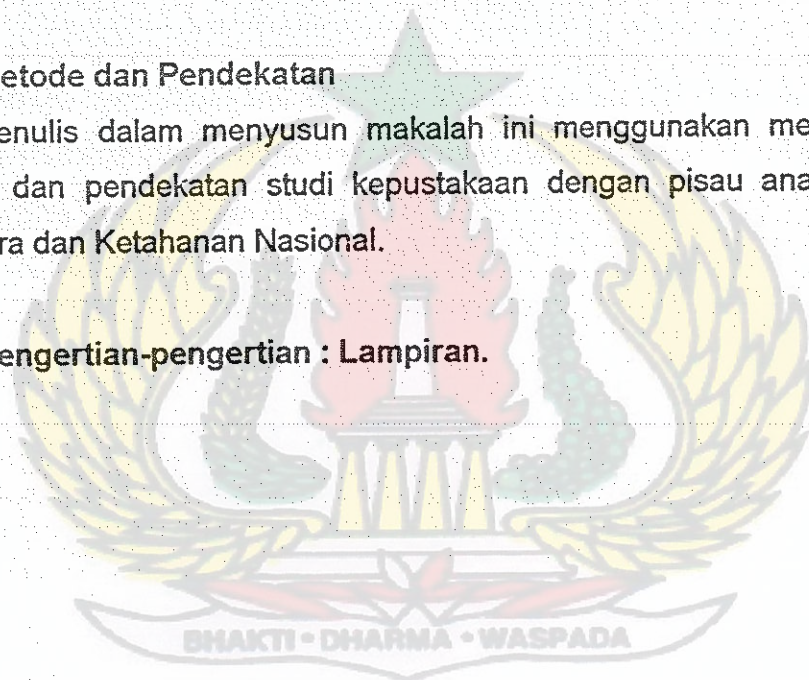 etode dan Pendekatan
enulis dalam menyusun makalah ini menggunakan me
dan pendekatan studi kepustakaan dengan pisau ana
ra dan Ketahanan Nasional.
engertian-pengertian : Lampiran.
BHAKTI • DHARMA • WASPADA